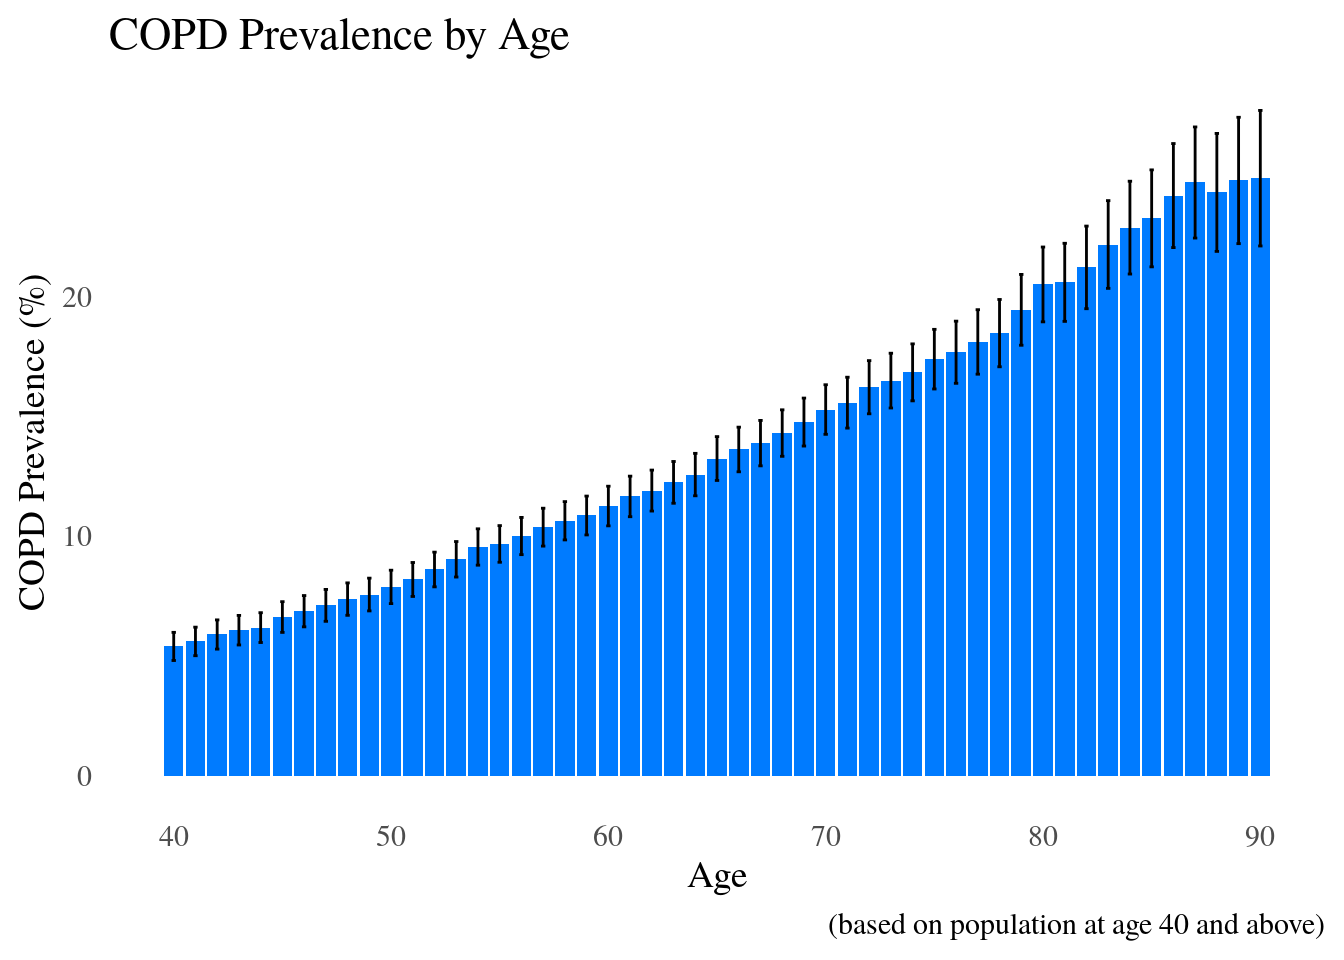 COPD Prevalence by Age
COPD Prevalence (%)
20
10
0
40 50 60 70 80 90
Age
(based on population at age 40 and above)